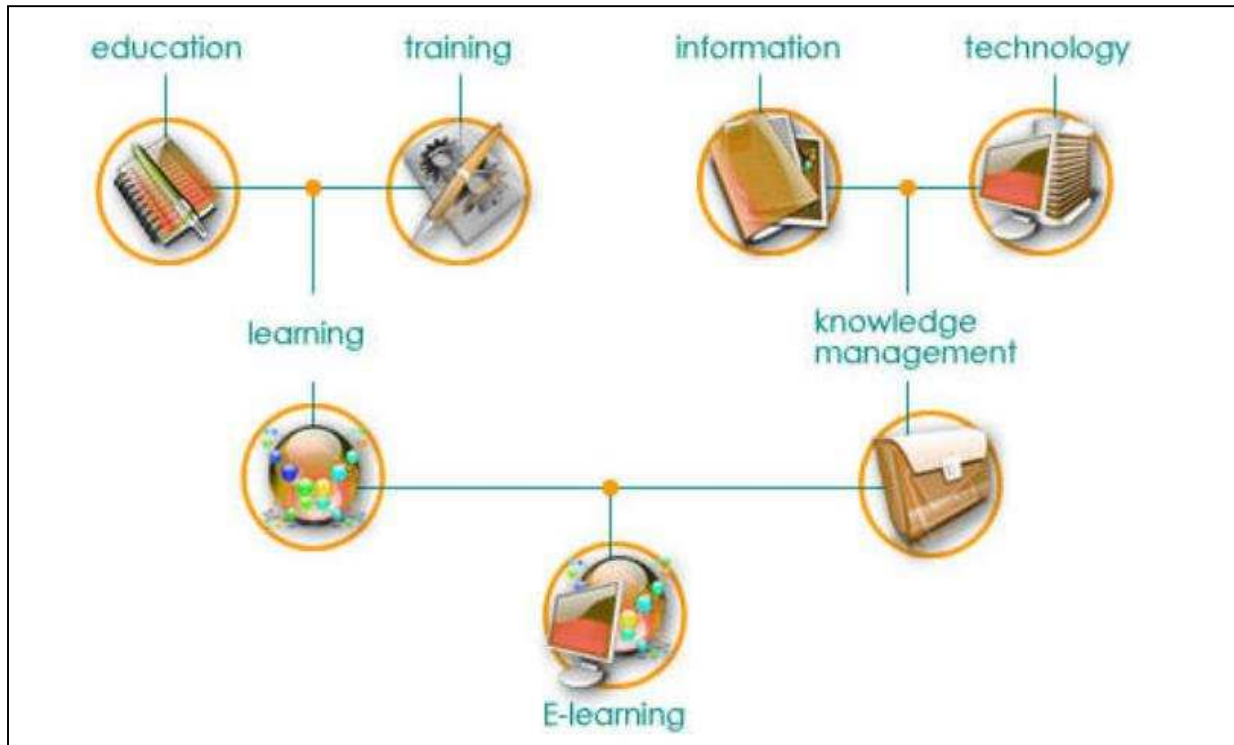 education
training
information
technology
learning
knowledge
management
E-learning